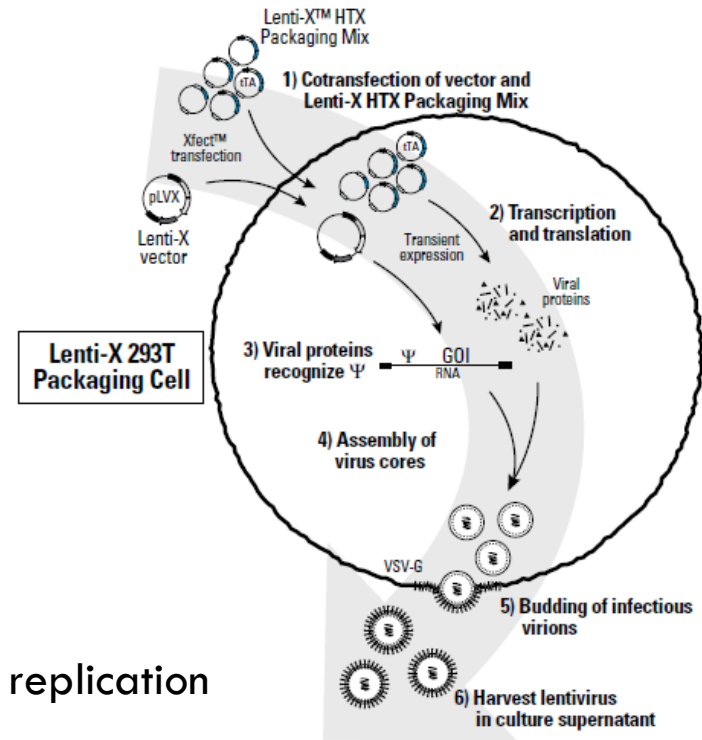 Lenti-X™ HTX
Packaging Mix
tTA
1) Cotransfection of vector and
Lenti-X HTX Packaging Mix
Xfect™
transfection
tTA
pLVX
Lenti-X
vector
2) Transcription
and translation
Transient
expression
Viral
proteins
Lenti-X 293T
Packaging Cell
3) Viral proteins
recognize Ψ
Ψ GOI
RNA
4) Assembly of
virus cores
VSV-G
5) Budding of infectious
virions
replication
6) Harvest lentivirus
in culture supernatant